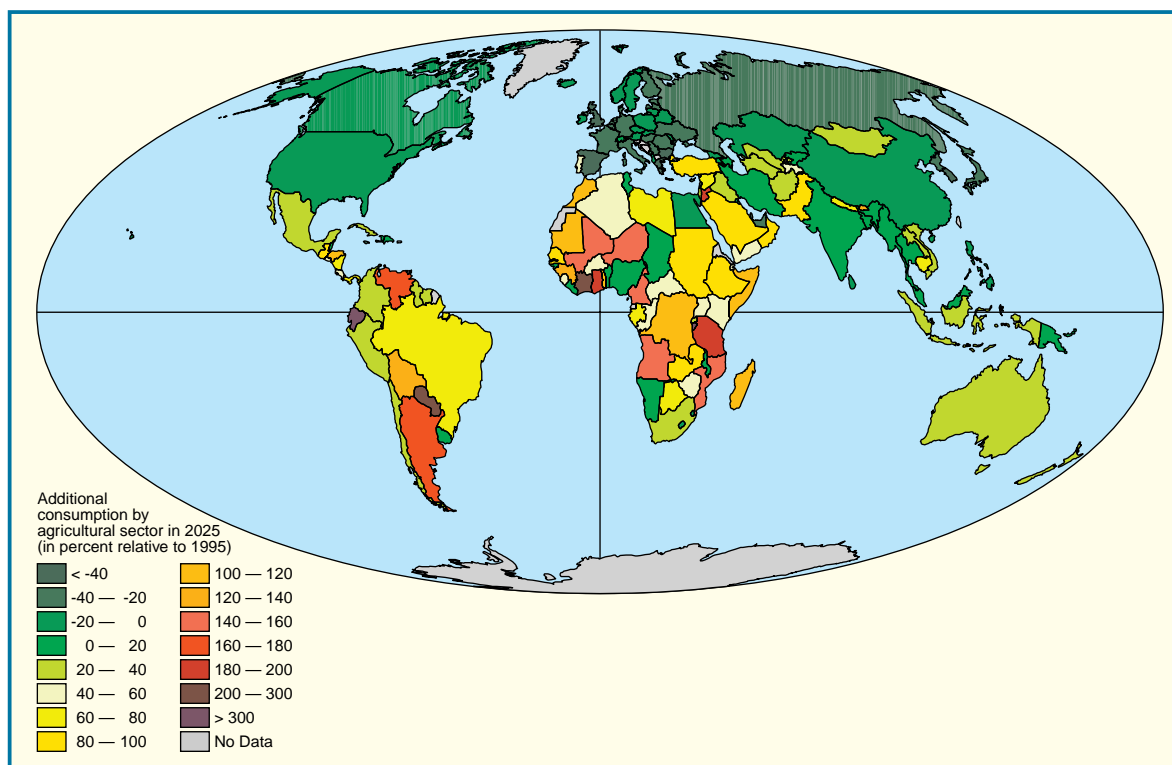 Additional
consumption by
agricultural sector in 2025
(in percent relative to 1995)
< -40
-40 — -20
-20 — 0
0 — 20
20 — 40
40 — 60
60 — 80
80 — 100
100 — 120
120 — 140
140 — 160
160 — 180
180 — 200
200 — 300
> 300
No Data